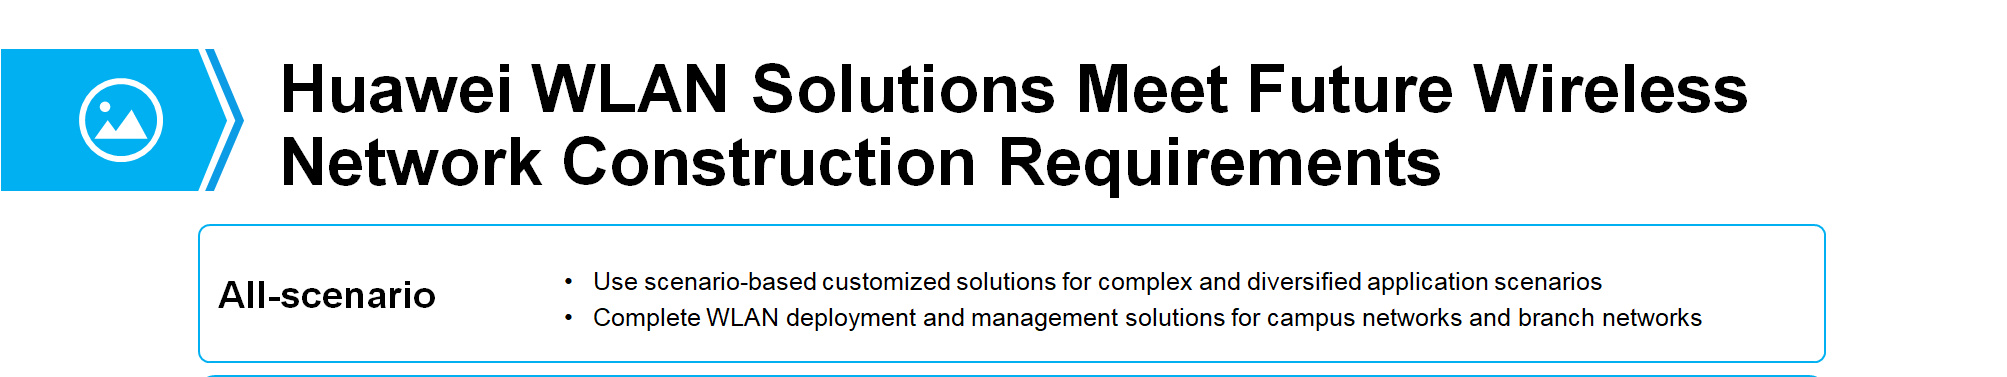 Huawei WLAN Solutions Meet Future Wireless
Network Construction Requirements
All-scenario
• Use scenario-based customized solutions for complex and diversified application scenarios
• Complete WLAN deployment and management solutions for campus networks and branch networks